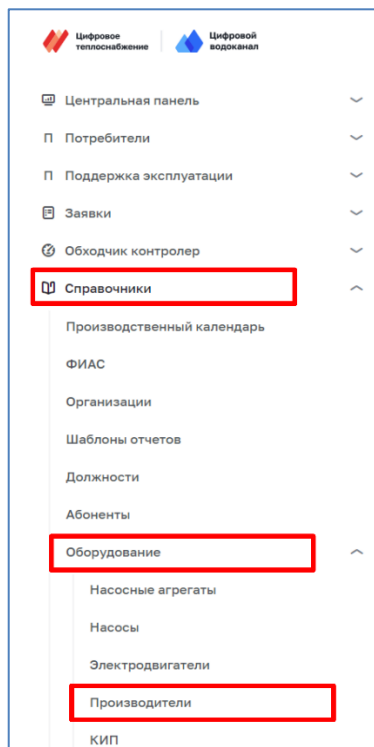 Цифровое
теплоснабжение
Цифровой
водоканал
Центральная панель
П Потребители
П Поддержка эксплуатации
Заявки
Обходчик контролер
Справочники
Производственный календарь
ФИАС
Организации
Шаблоны отчетов
Должности
Абоненты
Оборудование
Насосные агрегаты
Насосы
Электродвигатели
Производители
КИП